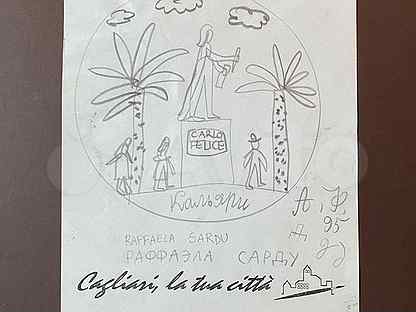 CARLO
FELICE
Кальяри
А. Ф.
95
RAFFAELA SARDU
РАФФАЭЛА САРДУ
Cagliari, la tua città